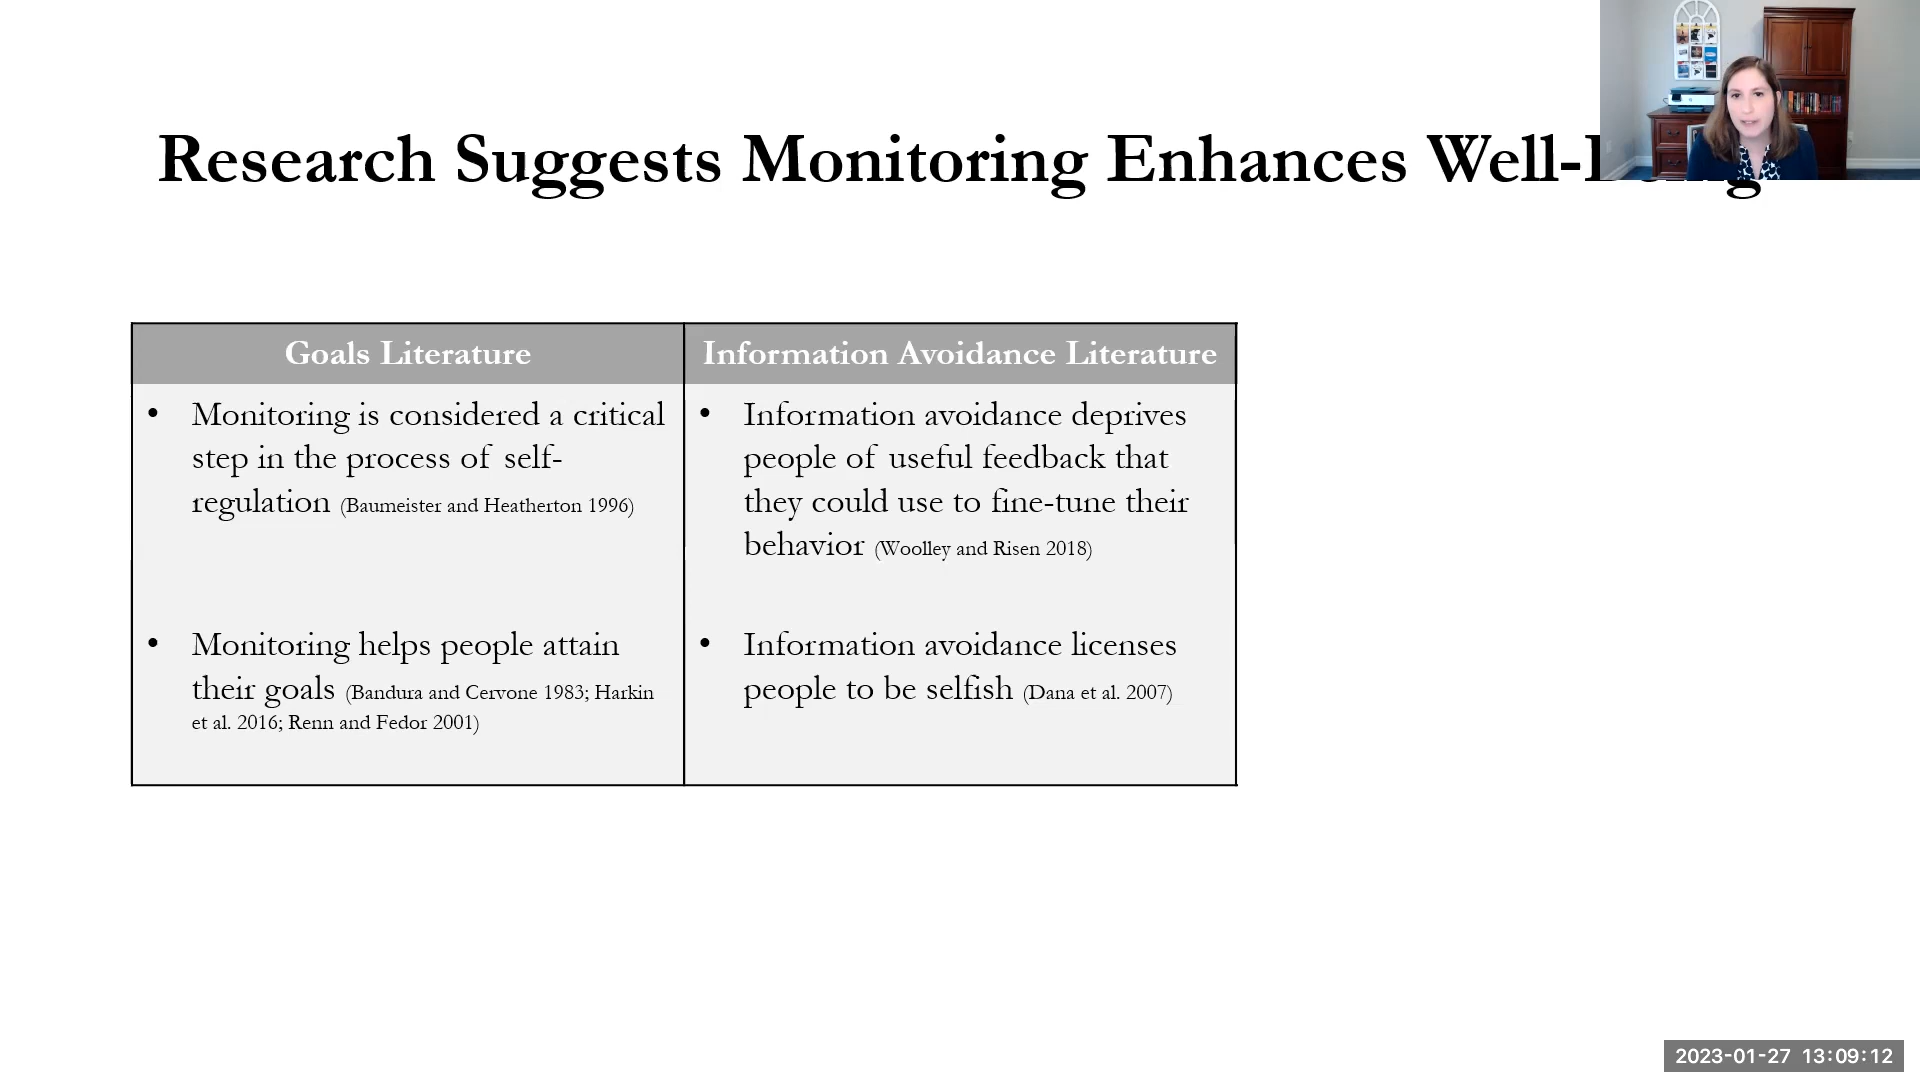 Research Suggests Monitoring Enhances Well-
Goals Literature
Information Avoidance Literature
• Monitoring is considered a critical
step in the process of self-
regulation (Baumeister and Heatherton 1996)
• Information avoidance deprives
people of useful feedback that
they could use to fine-tune their
behavior (Woolley and Risen 2018)
• Monitoring helps people attain
their goals (Bandura and Cervone 1983; Harkin
et al. 2016; Renn and Fedor 2001)
• Information avoidance licenses
people to be selfish (Dana et al. 2007)
2023-01-27 13:09:12